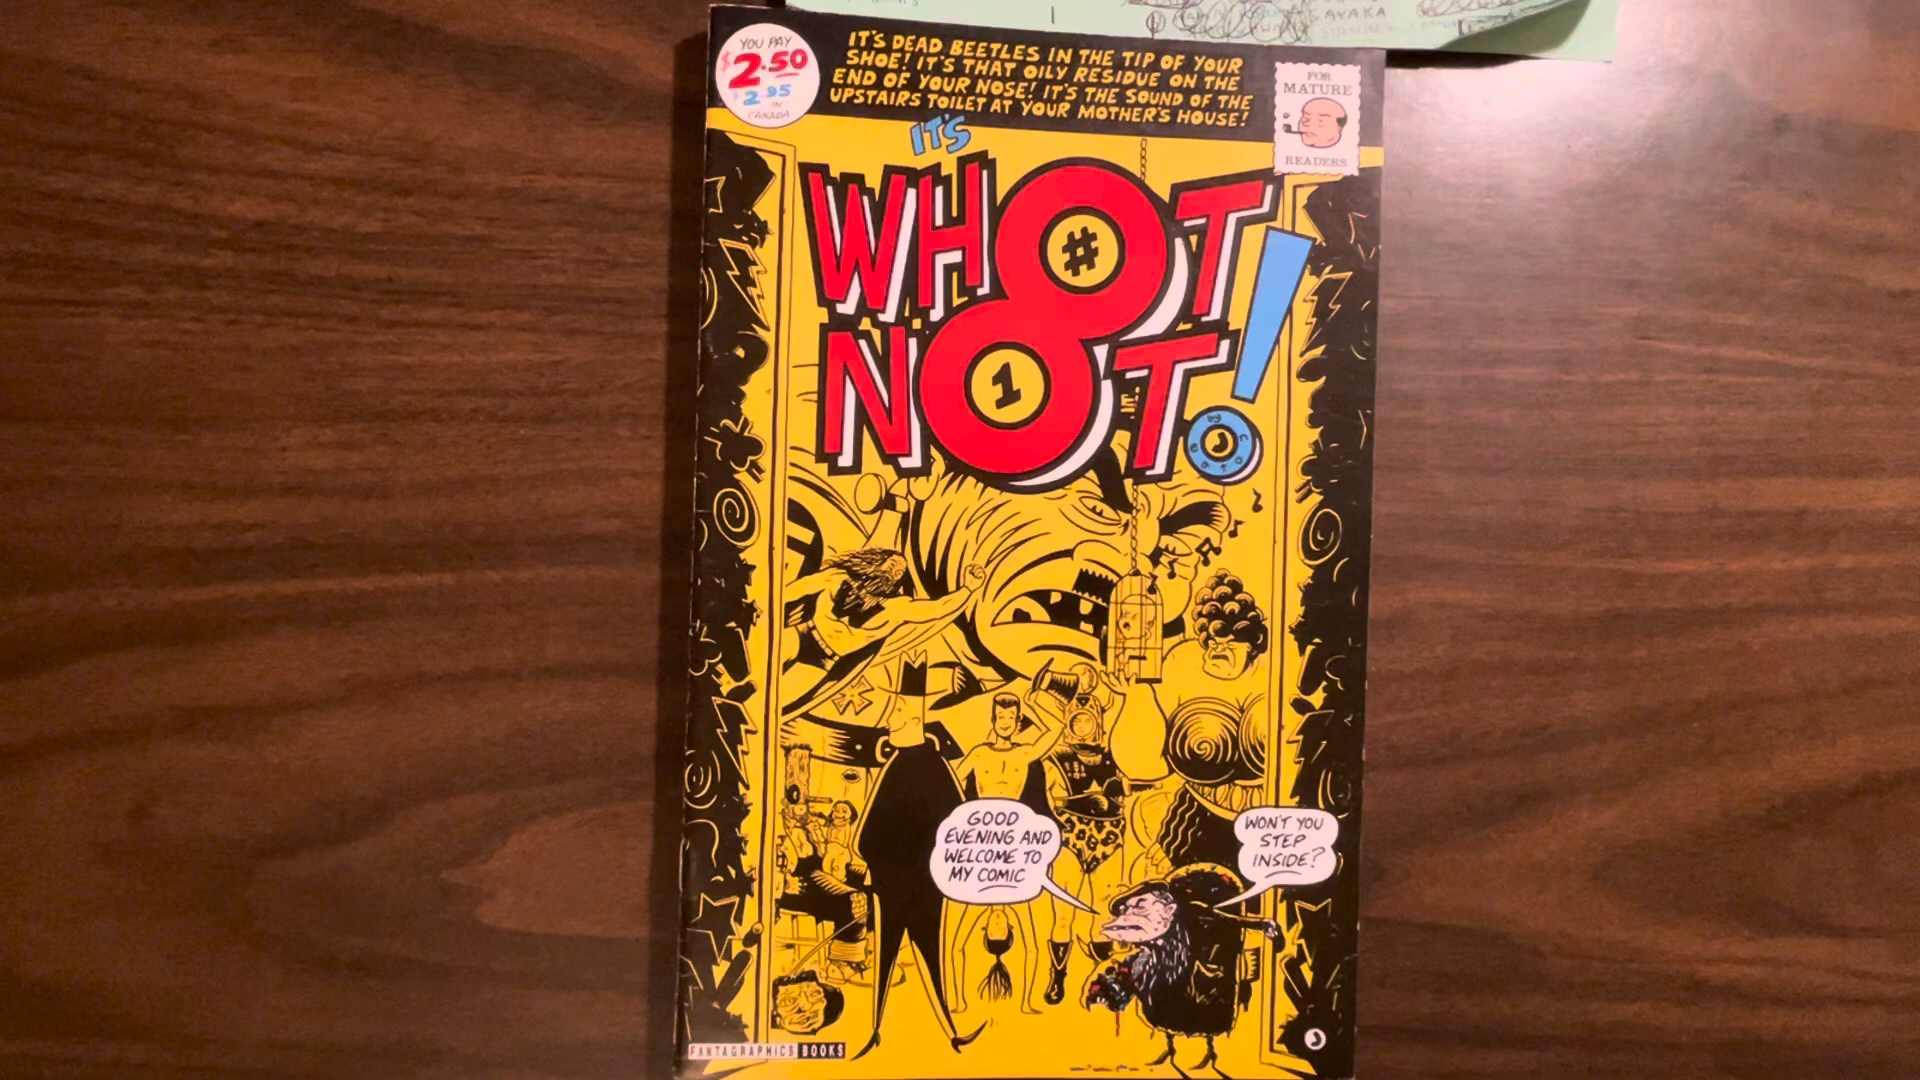 AYAKA
YOU PAY
$2.50
$2.95
IN
CANADA
IT'S DEAD BEETLES IN THE TIP OF YOUR
SHOE! IT'S THAT OILY RESIDUE ON THE
END OF YOUR NOSE! IT'S THE SOUND OF THE
UPSTAIRS TOILET AT YOUR MOTHER'S HOUSE!
FOR
MATURE
READERS
IT'S
WHOT
#
NOT!
1
by
GOOD
EVENING AND
WELCOME TO
MY COMIC
WON'T YOU
STEP
INSIDE?
FANTAGRAPHICS BOOKS